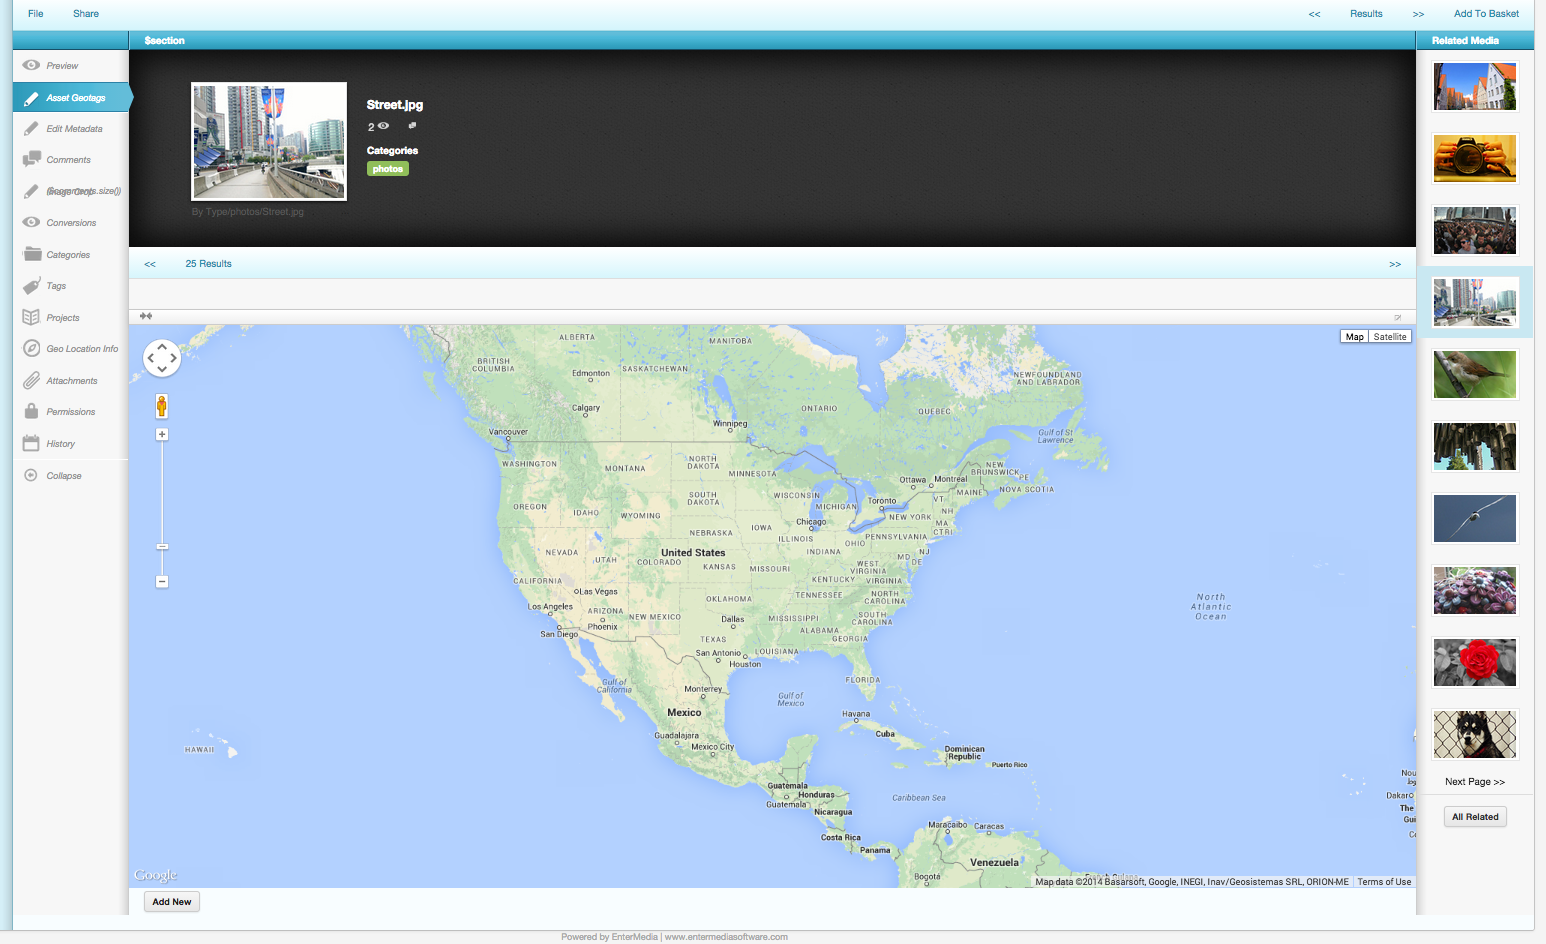 File Share << Results >> Add To Basket
$section
Related Media
Preview
Asset Geotags
Edit Metadata
Comments
($comments.size())
Conversions
Categories
Tags
Projects
Geo Location Info
Attachments
Permissions
History
Collapse
Street.jpg
2
Categories
photos
By Type/photos/Street.jpg
<< 25 Results >>
Map Satellite
ALBERTA
MANITOBA
BRITISH
COLUMBIA
Edmonton
SASKATCHEWAN
NEWFOUNDLAND
AND LABRADOR
Calgary
ONTARIO
QUEBEC
Winnipeg
Vancouver
Gulf of St
Lawrence
WASHINGTON
MONTANA
NORTH
DAKOTA
MINNESOTA
NEW
BRUNSWICK
PE
Ottawa
Montreal
NOVA SCOTIA
MAINE
SOUTH
DAKOTA
WISCONSIN
MICHIGAN
Toronto
VT
NH
OREGON
IDAHO
WYOMING
Chicago
NEW YORK
MA
CT
RI
IOWA
NEBRASKA
ILLINOIS
OHIO
PENNSYLVANIA
NEVADA
UTAH
United States
COLORADO
KANSAS
INDIANA
MISSOURI
WEST
VIRGINIA
MD
DE
NJ
CALIFORNIA
KENTUCKY
VIRGINIA
Las Vegas
OKLAHOMA
TENNESSEE
NORTH
CAROLINA
North
Atlantic
Ocean
Los Angeles
ARIZONA
NEW MEXICO
Phoenix
Dallas
MISSISSIPPI
SOUTH
CAROLINA
San Diego
TEXAS
ALABAMA
GEORGIA
San Antonio
LOUISIANA
Houston
FLORIDA
Gulf of
California
Monterrey
Gulf of
Mexico
Mexico
Havana
Cuba
Guadalajara
Mexico City
HAWAII
Dominican
Republic
Puerto Rico
Guatemala
Honduras
Guatemala
Nicaragua
Caribbean Sea
Costa Rica
Panama
Maracaibo
Caracas
Venezuela
Bogotá
Dakar
The
Google
Map data ©2014 Basarsoft, Google, INEGI, Inav/Geosistemas SRL, ORION-ME Terms of Use
Next Page >>
All Related
Add New
Powered by EnterMedia | www.entermediasoftware.com